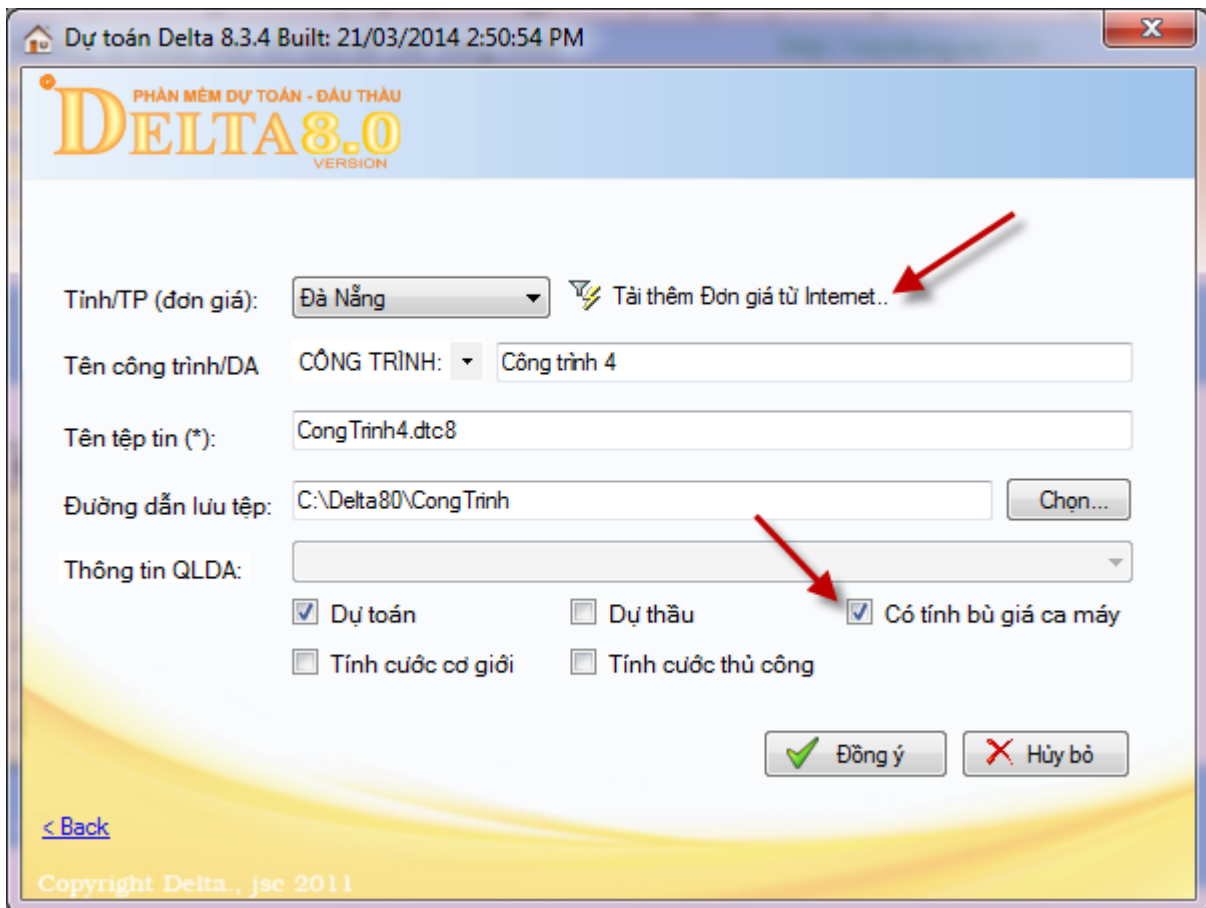 Dự toán Delta 8.3.4 Built: 21/03/2014 2:50:54 PM
PHẦN MỀM DỰ TOÁN - ĐẤU THẦU
DELTA 8.0
VERSION
Tỉnh/TP (đơn giá): Đà Nẵng Tải thêm Đơn giá từ Internet..
Tên công trình/DA CÔNG TRÌNH: Công trình 4
Tên tệp tin (*): CongTrinh4.dtc8
Đường dẫn lưu tệp: C:\Delta80\CongTrinh Chọn...
Thông tin QLDA:
Dự toán Dự thầu Có tính bù giá ca máy
Tính cước cơ giới Tính cước thủ công
Đồng ý Hủy bỏ
< Back
Copyright Delta., jsc 2011